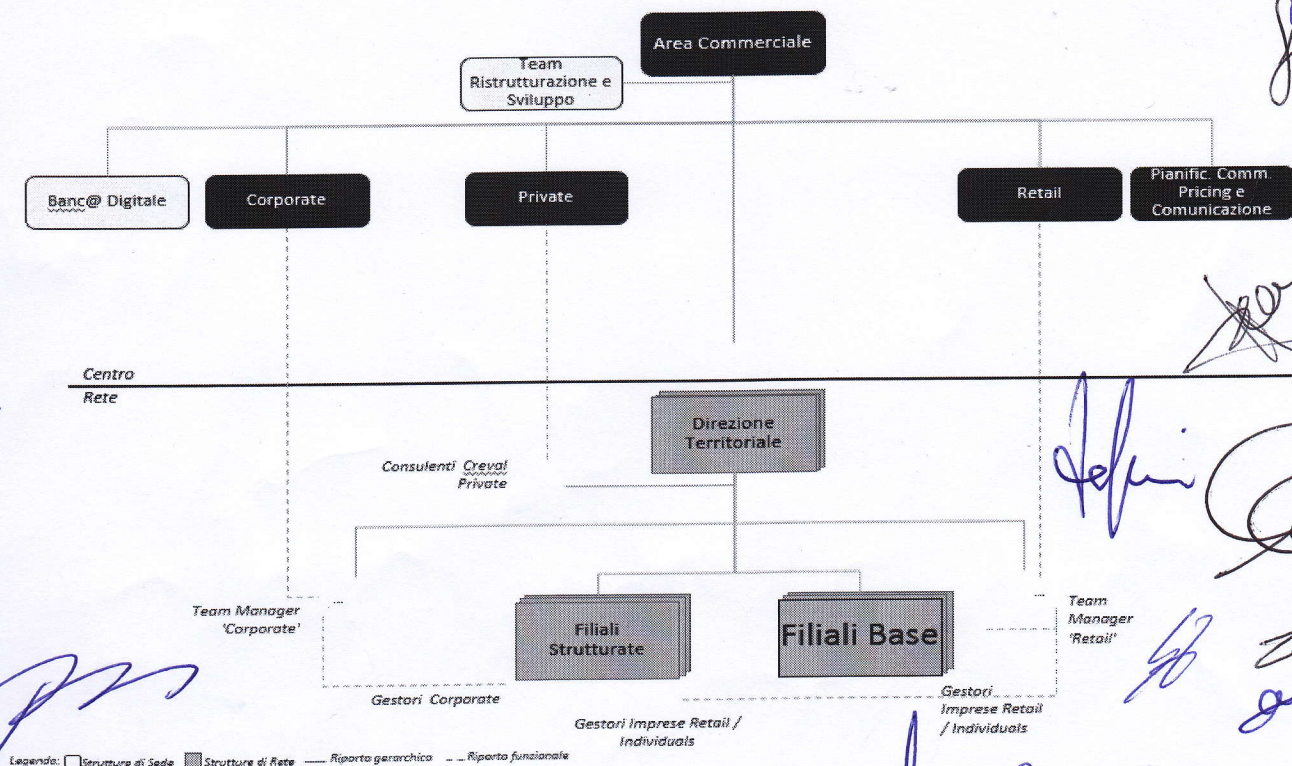 Area Commerciale
Team
Ristrutturazione e
Sviluppo
Banc@ Digitale
Corporate
Private
Retail
Pianific. Comm.
Pricing e
Comunicazione
Centro
Rete
Direzione
Territoriale
Consulenti Creval
Private
Team Manager
'Corporate'
Filiali
Strutturate
Filiali Base
Team
Manager
'Retail'
Gestori Corporate
Gestori Imprese Retail /
Individuals
Gestori
Imprese Retail
/ Individuals
Legenda: Strutture di Sede Strutture di Rete Riporto gerarchico Riporto funzionale